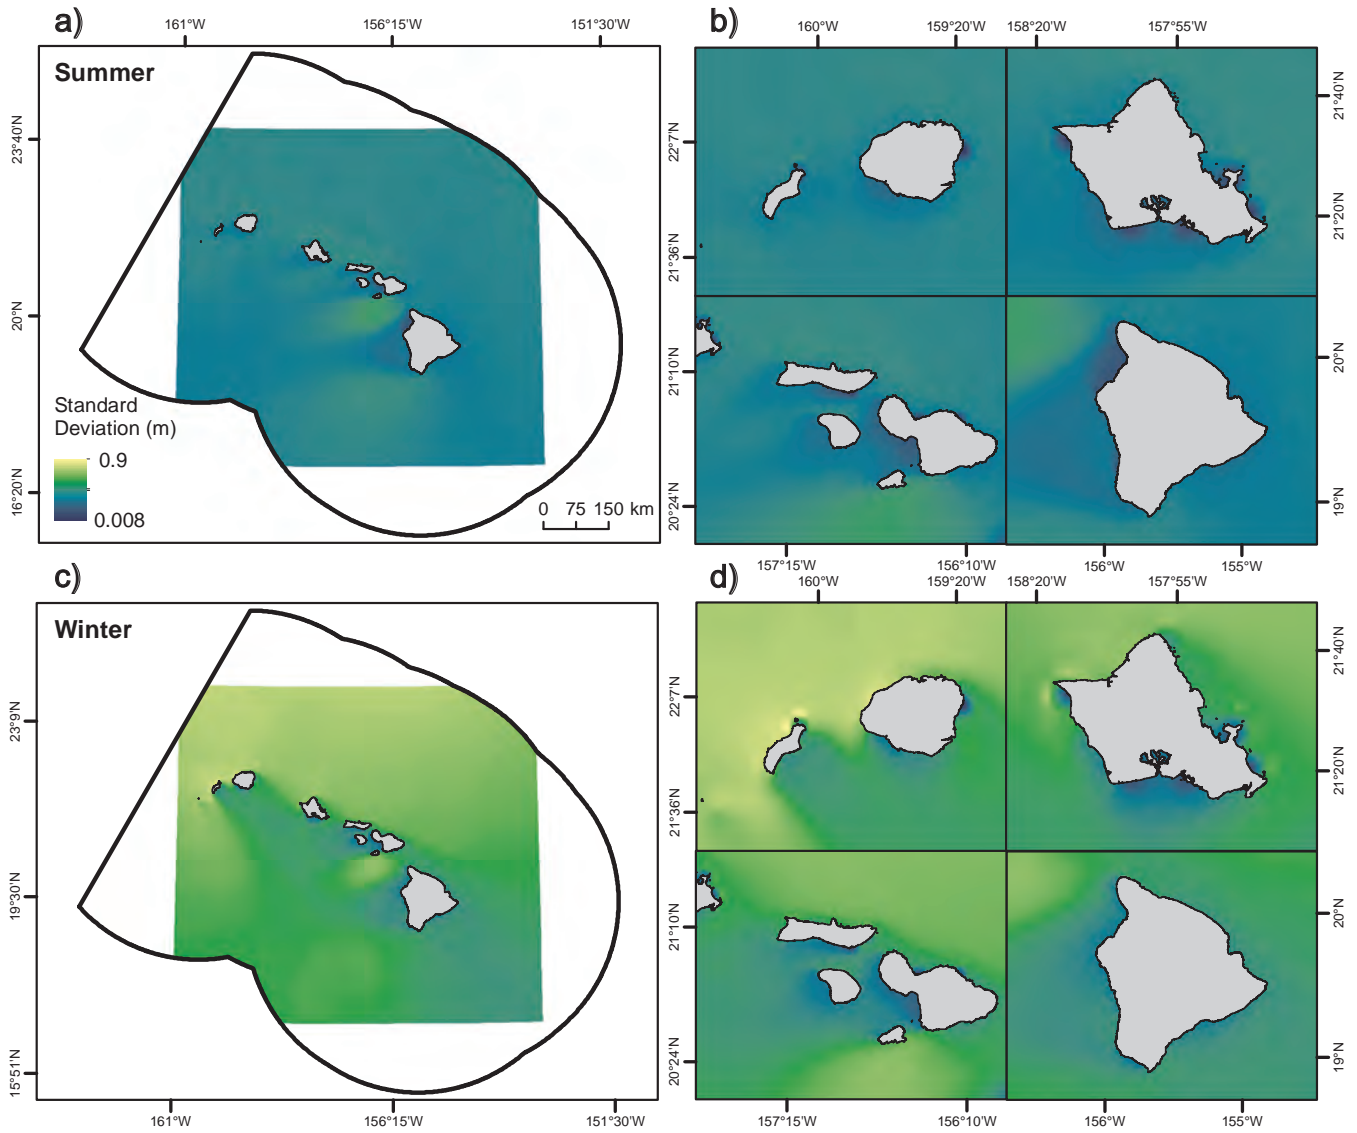 a)
161°W
156°15'W
151°30'W
Summer
23°40'N
20°N
16°20'N
Standard
Deviation (m)
0.9
0.008
0 75 150 km
b)
160°W
159°20'W
158°20'W
157°55'W
22°7'N
21°36'N
21°40'N
21°20'N
21°10'N
20°24'N
20°N
19°N
157°15'W
156°10'W
156°W
155°W
c)
Winter
23°9'N
19°30'N
15°51'N
161°W
156°15'W
151°30'W
d)
160°W
159°20'W
158°20'W
157°55'W
22°7'N
21°36'N
21°40'N
21°20'N
21°10'N
20°24'N
20°N
19°N
157°15'W
156°10'W
156°W
155°W